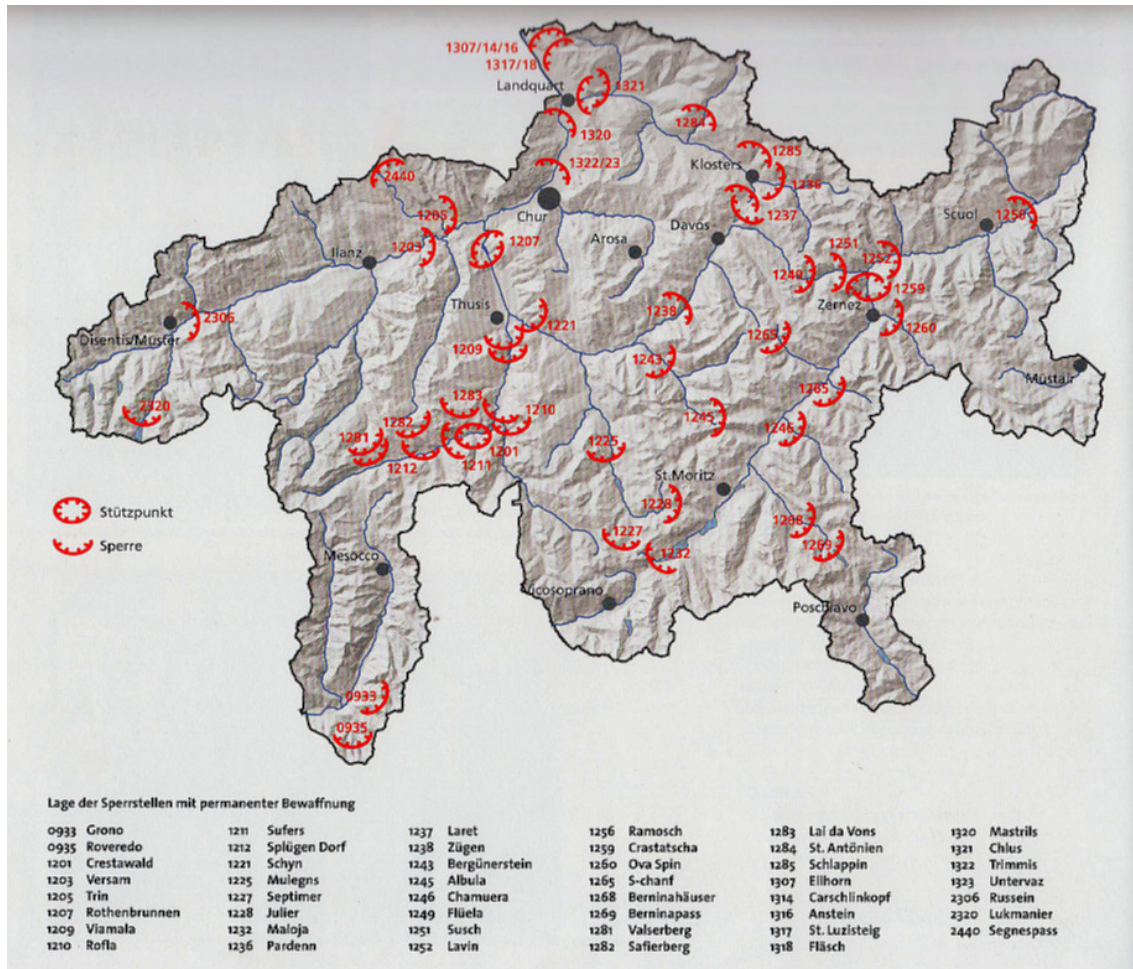 1307/14/16
1317/18
Landquart
1321
1320
1284
1322/23
Klosters
1285
1236
2440
Chur
1237
1205
1203
1207
Arosa
Davos
Scuol
1256
Ilanz
1249
1251
1252
1259
Thusis
1221
1238
Zernez
1260
Disentis/Müster
2306
1209
1243
1265
Müstair
2320
1283
1210
1265
1281
1282
1212
1211
1201
1225
1245
1246
St.Moritz
Stützpunkt
Sperre
1228
1227
1232
1268
1269
Mesocco
Vicosoprano
Poschiavo
0933
0935
Lage der Sperrstellen mit permanenter Bewaffnung
0933 Grono
0935 Roveredo
1201 Crestawald
1203 Versam
1205 Trin
1207 Rothenbrunnen
1209 Viamala
1210 Rofla
1211 Sufers
1212 Splügen Dorf
1221 Schyn
1225 Mulegns
1227 Septimer
1228 Julier
1232 Maloja
1236 Pardenn
1237 Laret
1238 Zügen
1243 Bergünerstein
1245 Albula
1246 Chamuera
1249 Flüela
1251 Susch
1252 Lavin
1256 Ramosch
1259 Crastatscha
1260 Ova Spin
1265 S-chanf
1268 Berninahäuser
1269 Berninapass
1281 Valserberg
1282 Safierberg
1283 Lai da Vons
1284 St. Antönien
1285 Schlappin
1307 Ellhorn
1314 Carschlinkopf
1316 Anstein
1317 St. Luzisteig
1318 Fläsch
1320 Mastrils
1321 Chlus
1322 Trimmis
1323 Untervaz
2306 Russein
2320 Lukmanier
2440 Segnespass